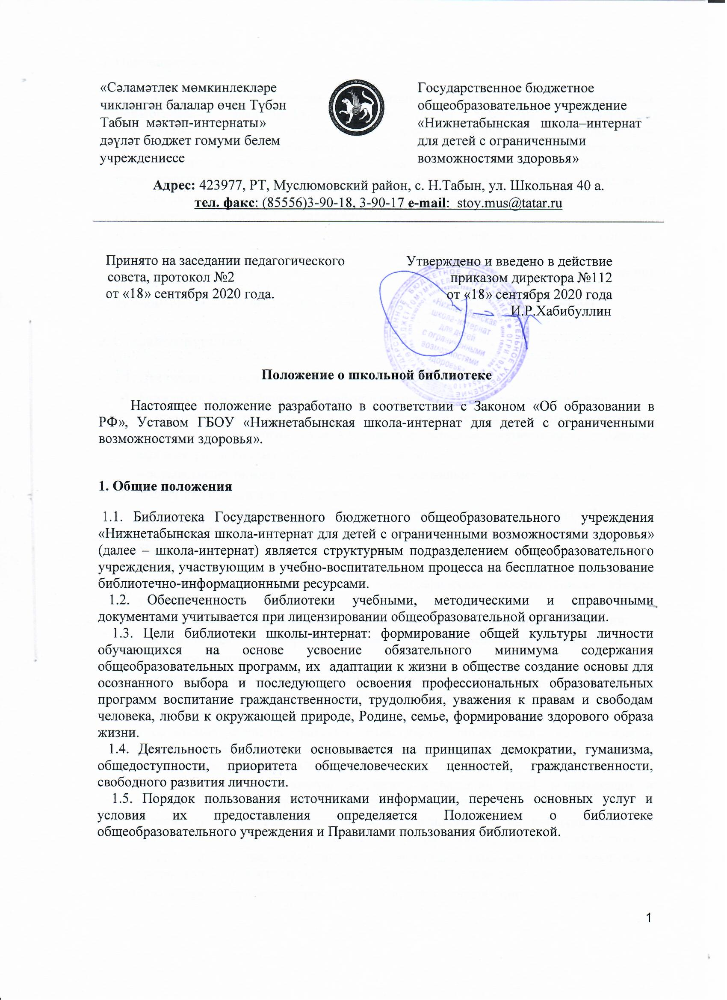 «Сәламәтлек мөмкинлекләре
чикләнгән балалар өчен Түбән
Табын мәктәп-интернаты»
дәүләт бюджет гомуми белем
учреждениесе
Государственное бюджетное
общеобразовательное учреждение
«Нижнетабынская школа–интернат
для детей с ограниченными
возможностями здоровья»
Адрес: 423977, РТ, Муслюмовский район, с. Н.Табын, ул. Школьная 40 а.
тел. факс: (85556)3-90-18, 3-90-17 e-mail: stoy.mus@tatar.ru
Принято на заседании педагогического
совета, протокол №2
от «18» сентября 2020 года.
Утверждено и введено в действие
приказом директора №112
от «18» сентября 2020 года
И.Р.Хабибуллин
«Нижнетабынская
школа-интернат
для детей
с ограниченными
возможностями
здоровья»
Положение о школьной библиотеке
Настоящее положение разработано в соответствии с Законом «Об образовании в
РФ», Уставом ГБОУ «Нижнетабынская школа-интернат для детей с ограниченными
возможностями здоровья».
1. Общие положения
1.1. Библиотека Государственного бюджетного общеобразовательного учреждения
«Нижнетабынская школа-интернат для детей с ограниченными возможностями здоровья»
(далее – школа-интернат) является структурным подразделением общеобразовательного
учреждения, участвующим в учебно-воспитательном процесса на бесплатное пользование
библиотечно-информационными ресурсами.
1.2. Обеспеченность библиотеки учебными, методическими и справочными
документами учитывается при лицензировании общеобразовательной организации.
1.3. Цели библиотеки школы-интернат: формирование общей культуры личности
обучающихся на основе усвоение обязательного минимума содержания
общеобразовательных программ, их адаптации к жизни в обществе создание основы для
осознанного выбора и последующего освоения профессиональных образовательных
программ воспитание гражданственности, трудолюбия, уважения к правам и свободам
человека, любви к окружающей природе, Родине, семье, формирование здорового образа
жизни.
1.4. Деятельность библиотеки основывается на принципах демократии, гуманизма,
общедоступности, приоритета общечеловеческих ценностей, гражданственности,
свободного развития личности.
1.5. Порядок пользования источниками информации, перечень основных услуг и
условия их предоставления определяется Положением о библиотеке
общеобразовательного учреждения и Правилами пользования библиотекой.
1